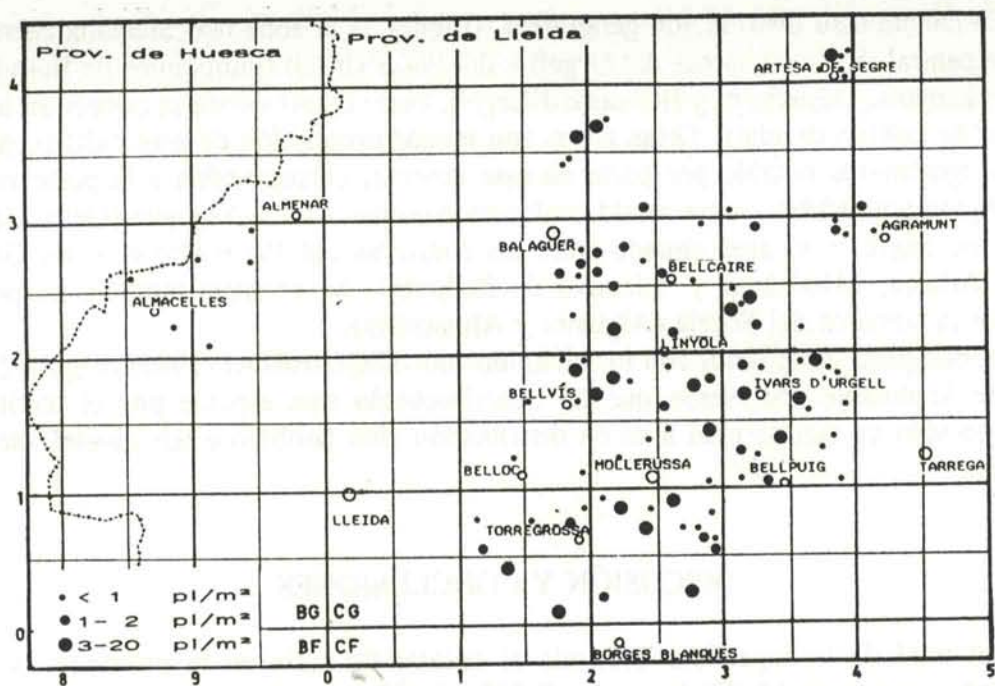 Prov. de Huesca
Prov. de Lleida
ARTESA DE SEGRE
4
ALMENAR
3
BALAGUER
AGRAMUNT
BELLCAIRE
ALMACELLES
LINYOLA
2
BELLVÍS
IVARS D'URGELL
BELLOC
MOLLERUSSA
BELLPUIG
TARREGA
1
LLEIDA
TORREGROSSA
< 1 pl/m²
1- 2 pl/m²
3-20 pl/m²
BG CG
0
BF CF
BORGES BLANQUES
8 9 0 1 2 3 4 5